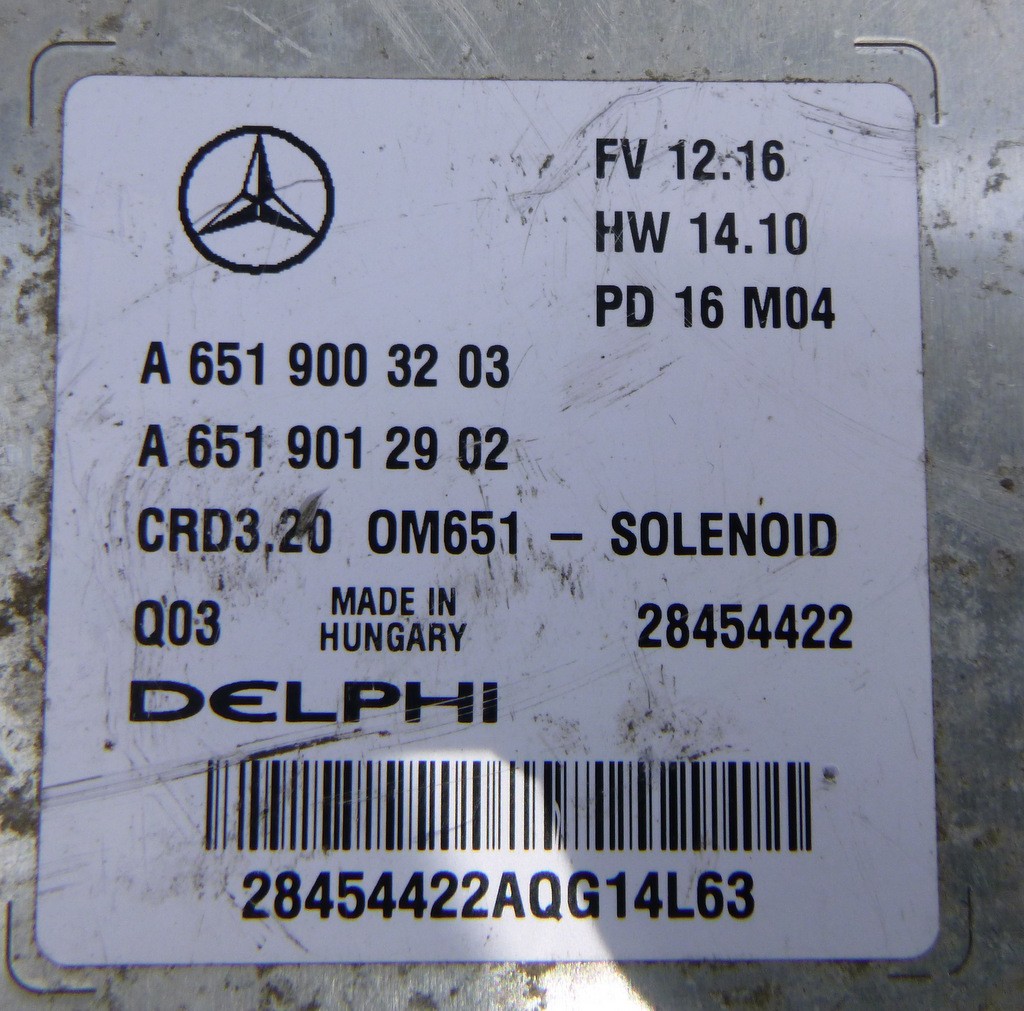 FV 12.16
HW 14.10
PD 16 M04
A 651 900 32 03
A 651 901 29 02
CRD3.20 OM651 – SOLENOID
Q03 MADE IN HUNGARY 28454422
DELPHI
28454422AQG14L63